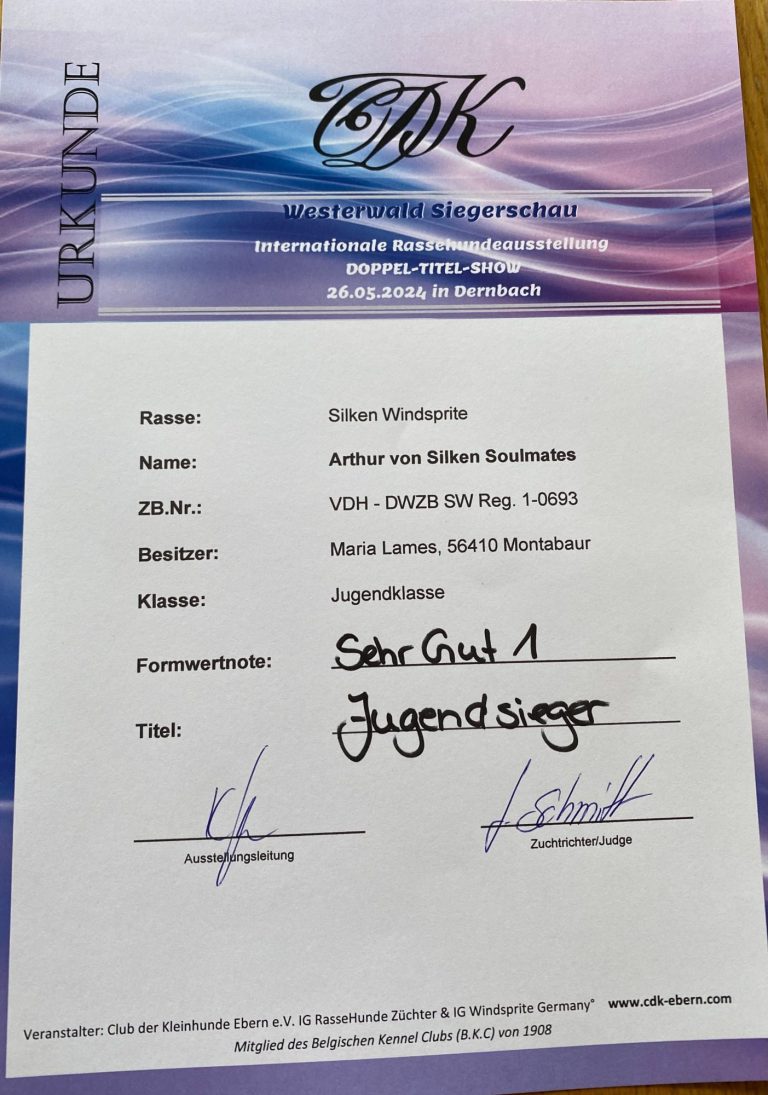 URKUNDE
CDK
Westerwald Siegerschau
Internationale Rassehundeausstellung
DOPPEL-TITEL-SHOW
26.05.2024 in Dernbach
Rasse: Silken Windsprite
Name: Arthur von Silken Soulmates
ZB.Nr.: VDH - DWZB SW Reg. 1-0693
Besitzer: Maria Lames, 56410 Montabaur
Klasse: Jugendklasse
Formwertnote: Sehr Gut 1
Titel: Jugendsieger
Schmitt
Ausstellungsleitung
Zuchtrichter/Judge
Veranstalter: Club der Kleinhunde Ebern e.V. IG RasseHunde Züchter & IG Windsprite Germany° www.cdk-ebern.com
Mitglied des Belgischen Kennel Clubs (B.K.C) von 1908